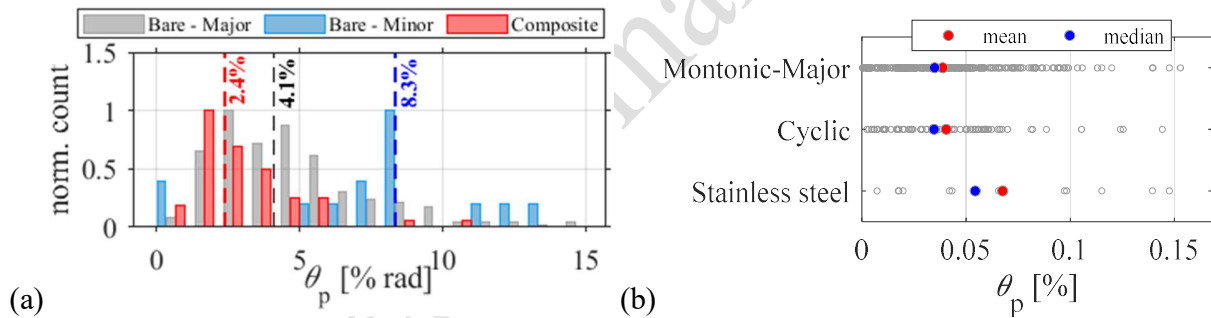 Bare - Major Bare - Minor Composite
1.5
1
0.5
0
norm. count
2.4%
4.1%
8.3%
0 5 10 15
θp [% rad]
(a)
mean median
Montonic-Major
Cyclic
Stainless steel
0 0.05 0.1 0.15
θp [%]
(b)